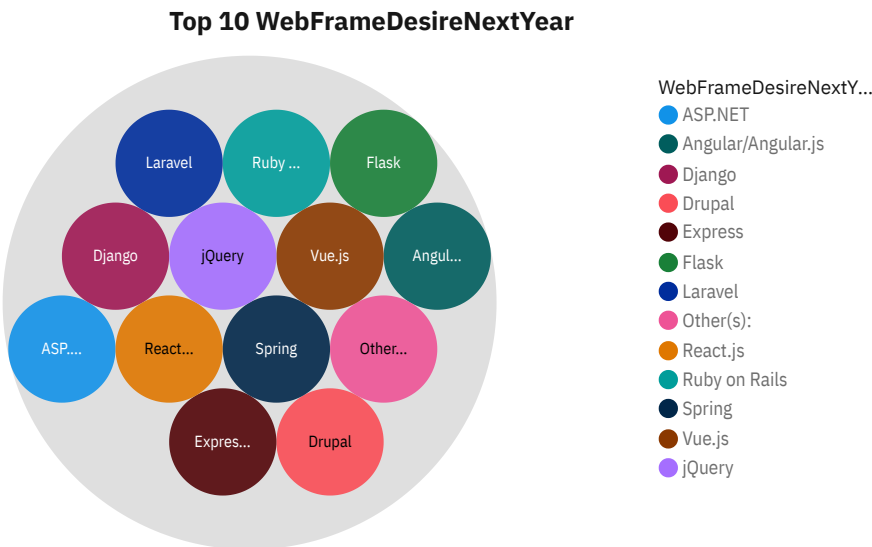 Top 10 WebFrameDesireNextYear
Laravel
Ruby ...
Flask
Django
jQuery
Vue.js
Angul...
ASP....
React...
Spring
Other...
Expres...
Drupal
WebFrameDesireNextY...
ASP.NET
Angular/Angular.js
Django
Drupal
Express
Flask
Laravel
Other(s):
React.js
Ruby on Rails
Spring
Vue.js
jQuery